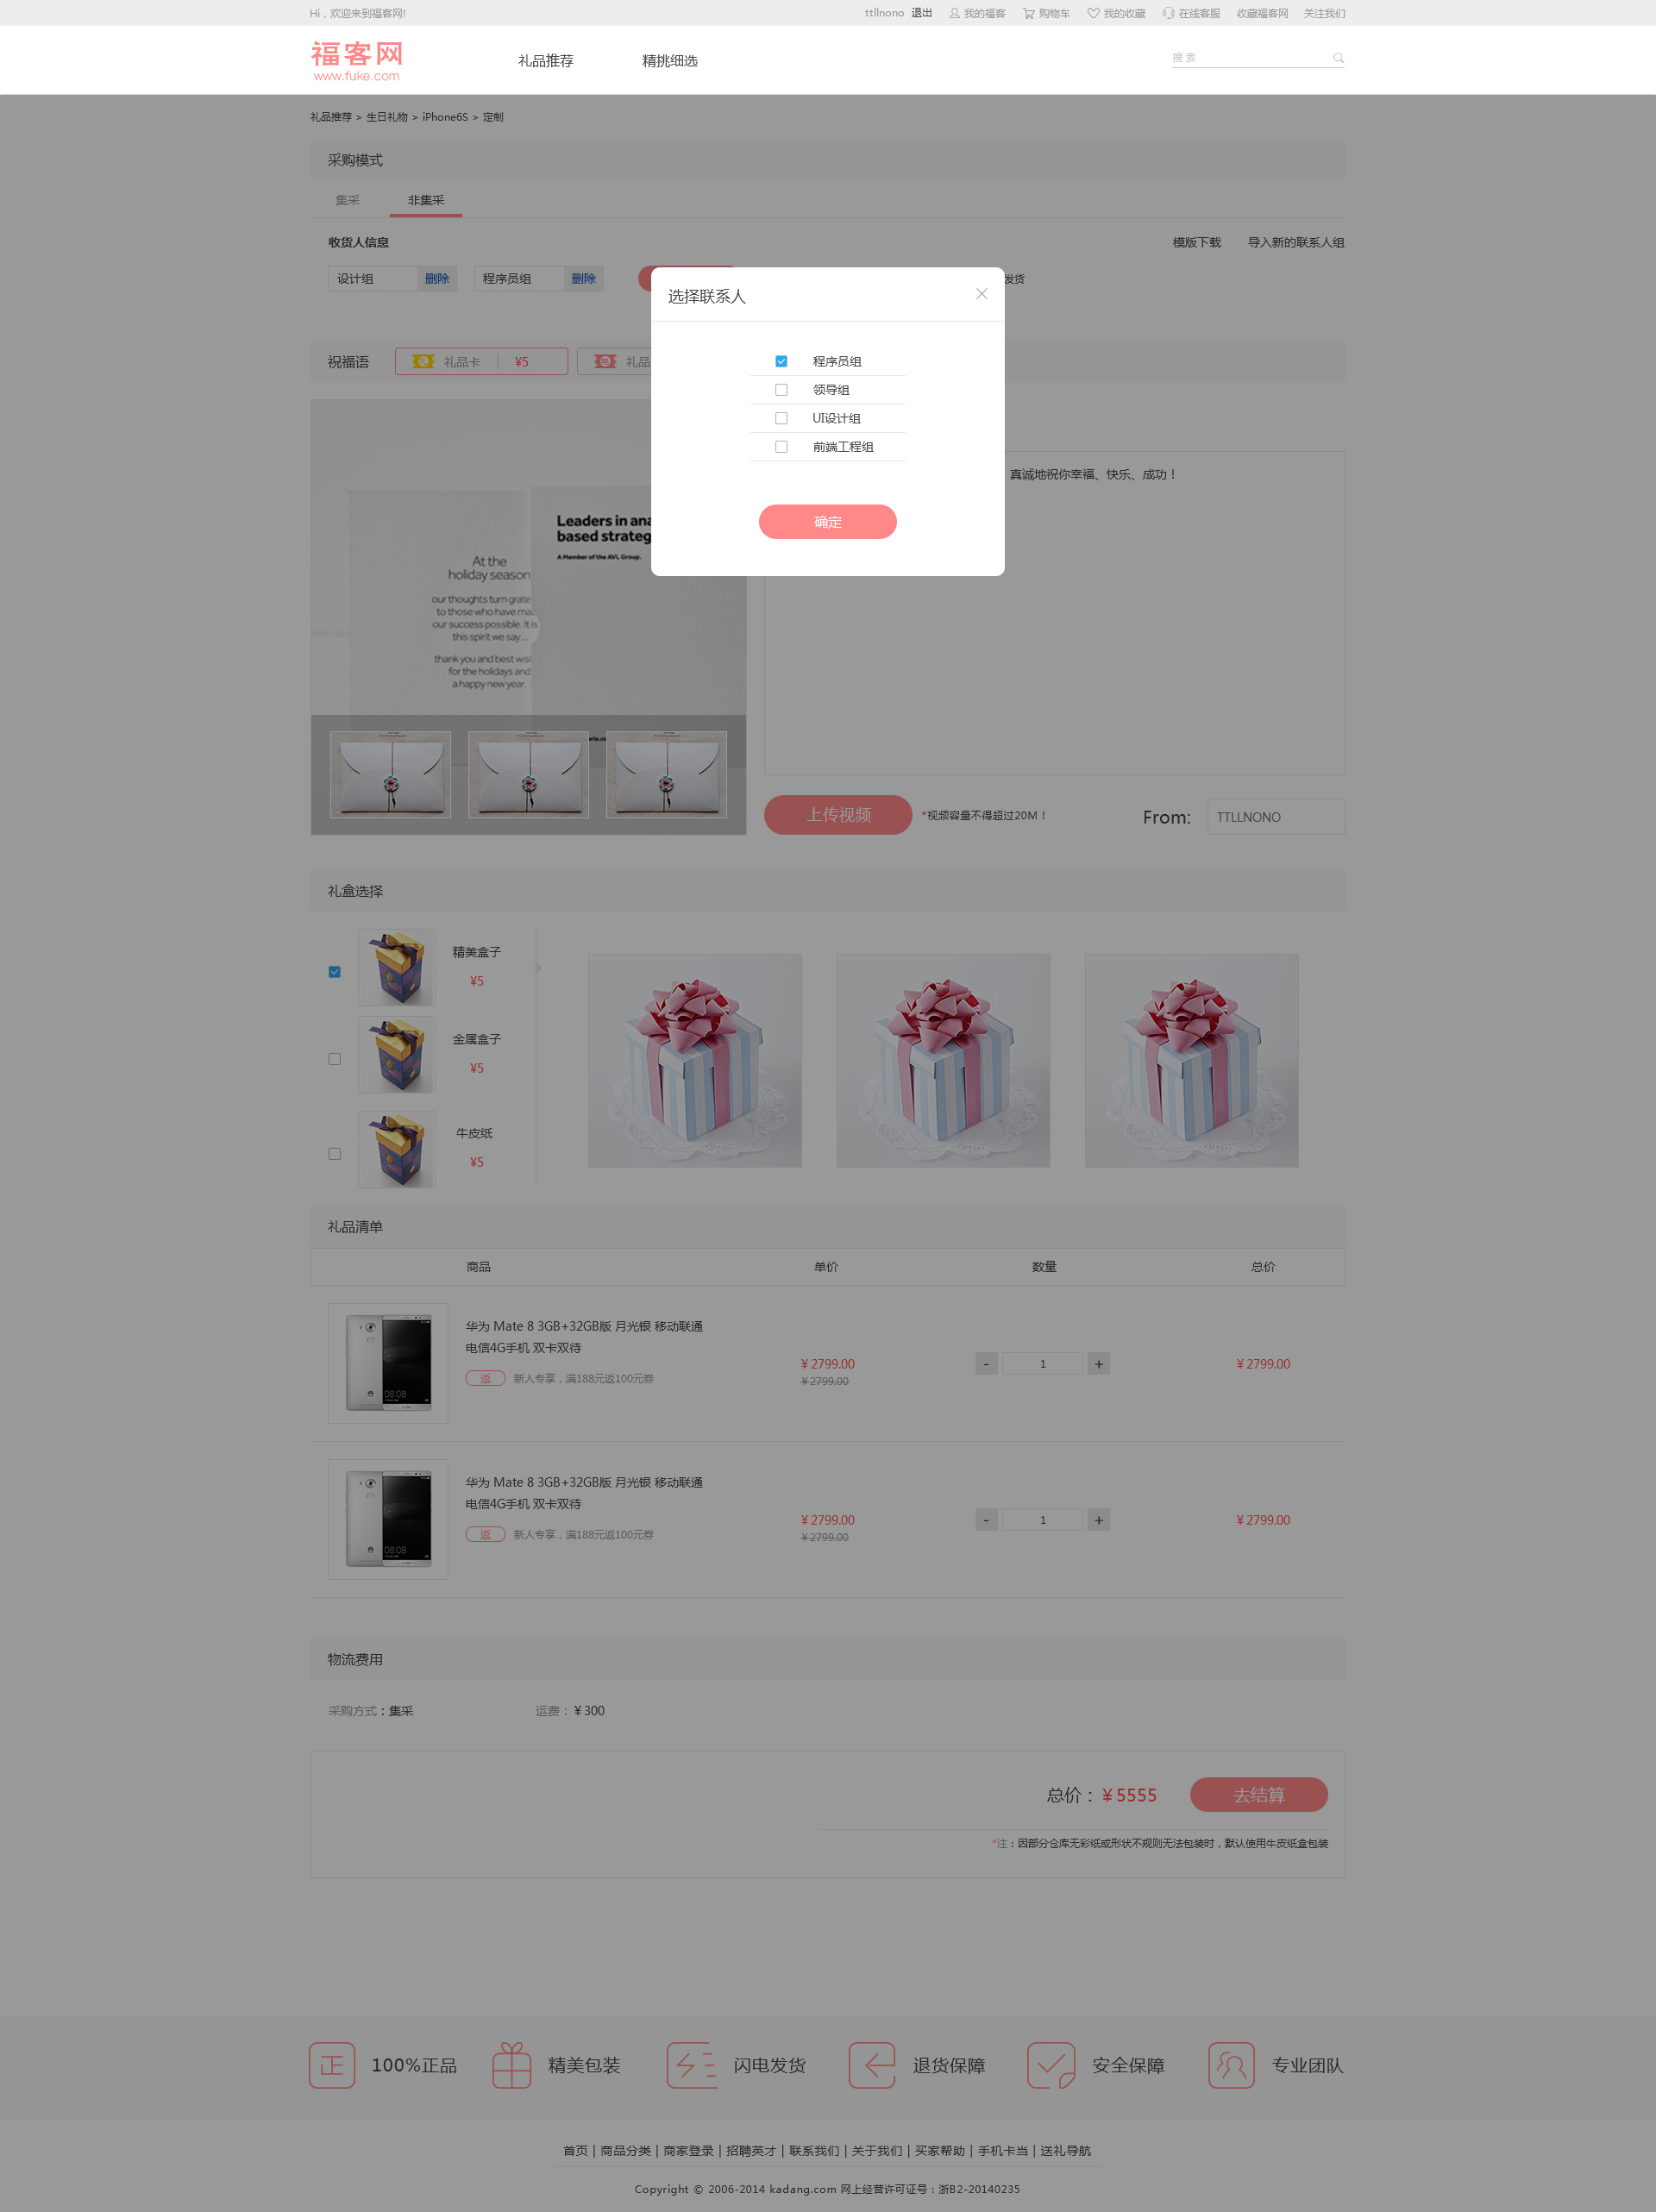 Hi，欢迎来到福客网!
ttllnono 退出 我的福客 购物车 我的收藏 在线客服 收藏福客网 关注我们
福客网
www.fuke.com
礼品推荐 精挑细选
搜索
礼品推荐 > 生日礼物 > iPhone6S > 定制
采购模式
集采 非集采
收货人信息 模版下载 导入新的联系人组
设计组 删除 程序员组 删除
发货
选择联系人
程序员组
领导组
UI设计组
前端工程组
确定
祝福语 礼品卡 ¥5 礼品
真诚地祝你幸福、快乐、成功！
Leaders in
based
A Member of the AVL Group.
At the
holiday season
our thoughts turn
to those who have
our success possible. It is
this spirit we say ...
thank you and best
for the holidays and
a happy new year.
上传视频 *视频容量不得超过20M！ From: TTLLNONO
礼盒选择
精美盒子
¥5
金属盒子
¥5
牛皮纸
¥5
礼品清单
商品 单价 数量 总价
华为 Mate 8 3GB+32GB版 月光银 移动联通
电信4G手机 双卡双待
返 新人专享，满188元返100元券
¥2799.00
¥2799.00
- 1 +
¥2799.00
08:08
华为 Mate 8 3GB+32GB版 月光银 移动联通
电信4G手机 双卡双待
返 新人专享，满188元返100元券
¥2799.00
¥2799.00
- 1 +
¥2799.00
08:08
物流费用
采购方式：集采 运费：¥300
总价：¥5555 去结算
*注：因部分仓库无彩纸或形状不规则无法包装时，默认使用牛皮纸盒包装
正 100%正品 精美包装 闪电发货 退货保障 安全保障 专业团队
首页 | 商品分类 | 商家登录 | 招聘英才 | 联系我们 | 关于我们 | 买家帮助 | 手机卡当 | 送礼导航
Copyright © 2006-2014 kadang.com 网上经营许可证号：浙B2-20140235